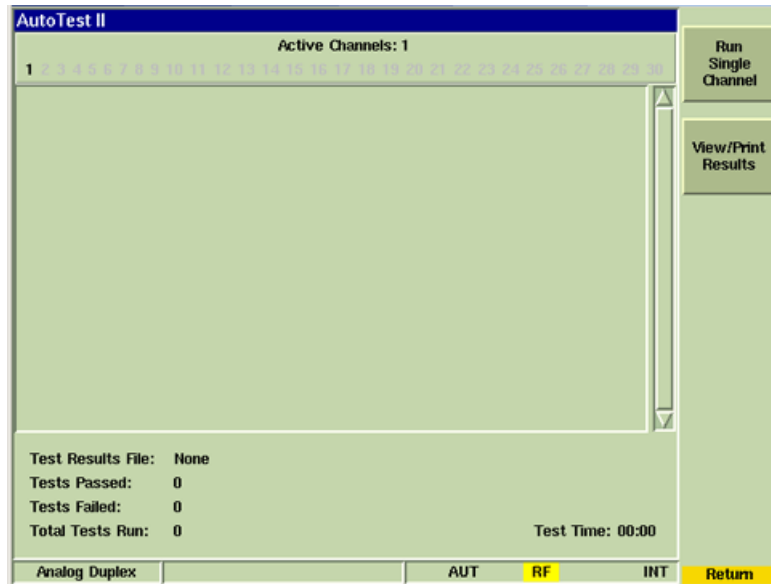 AutoTest II
Active Channels: 1
1 2 3 4 5 6 7 8 9 10 11 12 13 14 15 16 17 18 19 20 21 22 23 24 25 26 27 28 29 30
Run
Single
Channel
View/Print
Results
Test Results File: None
Tests Passed: 0
Tests Failed: 0
Total Tests Run: 0
Test Time: 00:00
Analog Duplex
AUT RF INT
Return